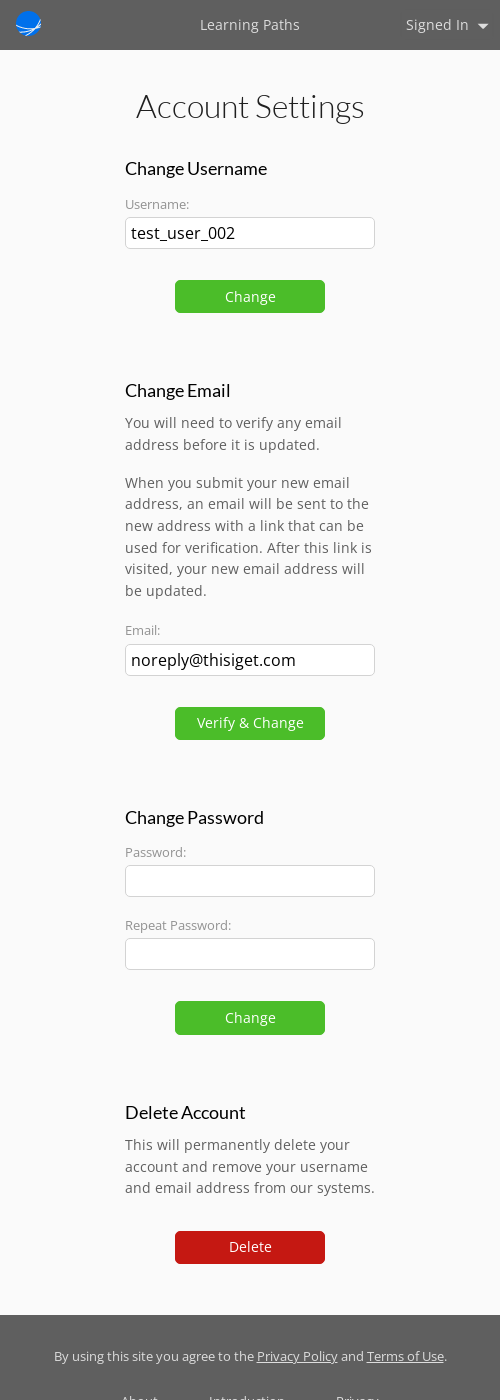 Learning Paths
Signed In
Account Settings
Change Username
Username:
test_user_002
Change
Change Email
You will need to verify any email
address before it is updated.
When you submit your new email
address, an email will be sent to the
new address with a link that can be
used for verification. After this link is
visited, your new email address will
be updated.
Email:
noreply@thisiget.com
Verify & Change
Change Password
Password:
Repeat Password:
Change
Delete Account
This will permanently delete your
account and remove your username
and email address from our systems.
Delete
By using this site you agree to the Privacy Policy and Terms of Use.
About Introduction Privacy